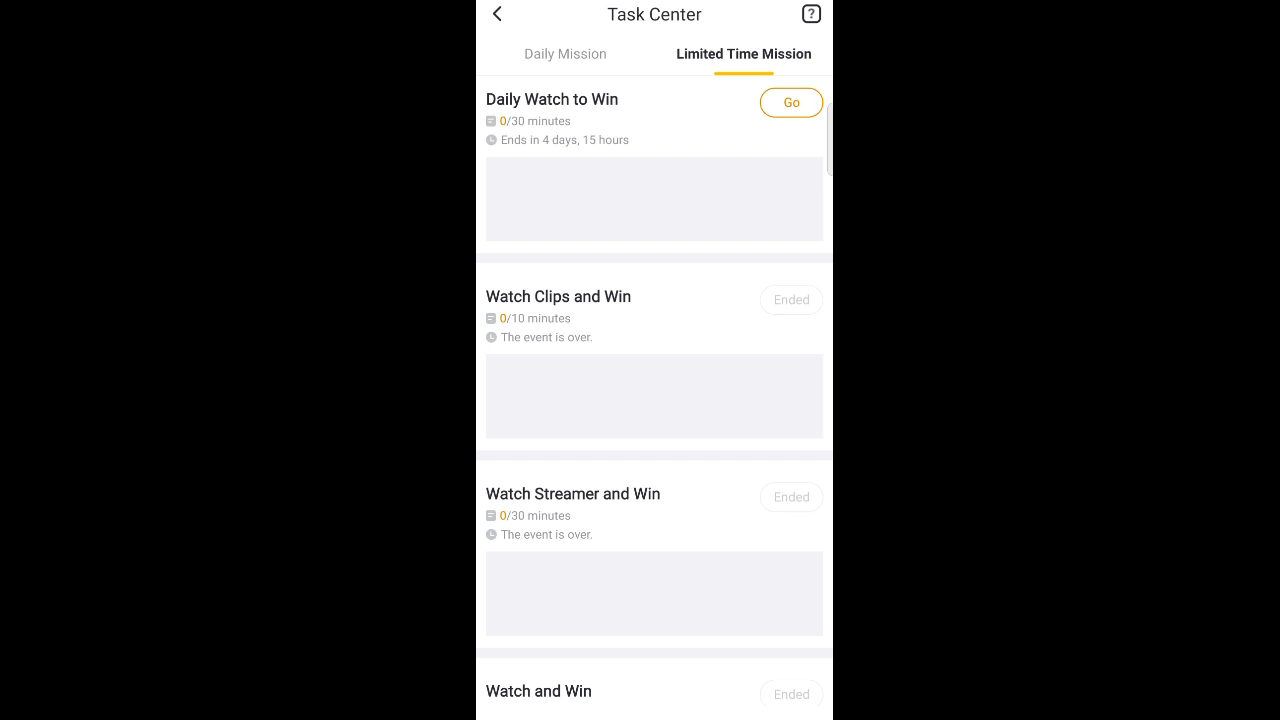 Task Center
?
Daily Mission
Limited Time Mission
Daily Watch to Win
Go
0/30 minutes
Ends in 4 days, 15 hours
Watch Clips and Win
Ended
0/10 minutes
The event is over.
Watch Streamer and Win
Ended
0/30 minutes
The event is over.
Watch and Win
Ended